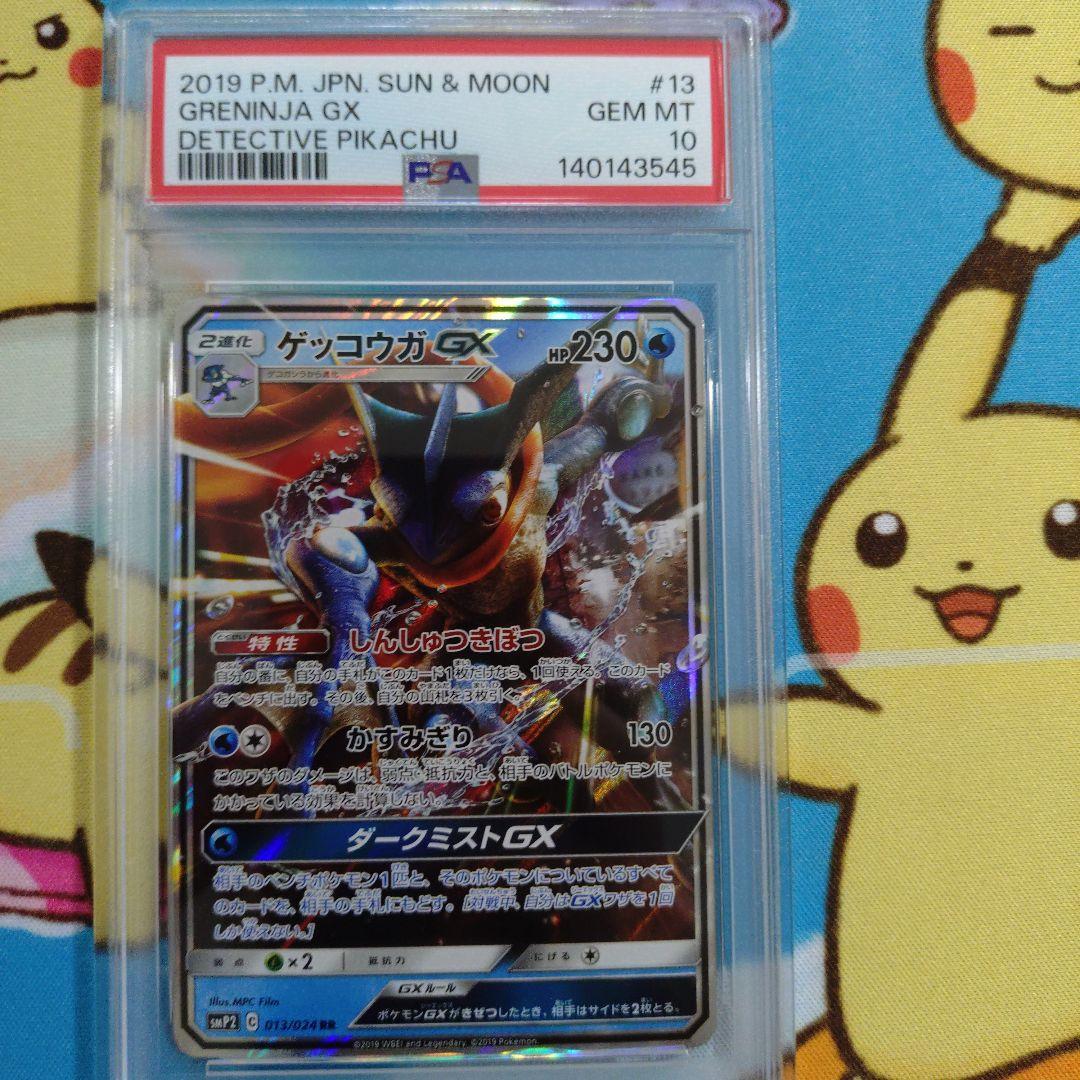 2019 P.M. JPN. SUN & MOON #13
GRENINJA GX GEM MT
DETECTIVE PIKACHU 10
PSA 140143545
2進化 ゲッコウガGX HP230
ゲコガシラから進化
特性 しんしゅつきぼつ
自分の番に、自分の手札がこのカード1枚だけなら、1回使える。このカード
をベンチに出す。その後、自分の山札を3枚引く。
かすみぎり 130
このワザのダメージは、弱点・抵抗力と、相手のバトルポケモンに
かかっている効果を計算しない。
ダークミストGX
相手のベンチポケモン1匹と、そのポケモンについているすべて
のカードを、相手の手札にもどす。[対戦中、自分はGXワザを1回
しか使えない。]
弱点 ×2 抵抗力 にげる
GXルール
Illus.MPC Film
ポケモンGXがきぜつしたとき、相手はサイドを2枚とる。
SMP2 C 013/024 RR
©2019 WBEI and Legendary. ©2019 Pokémon.